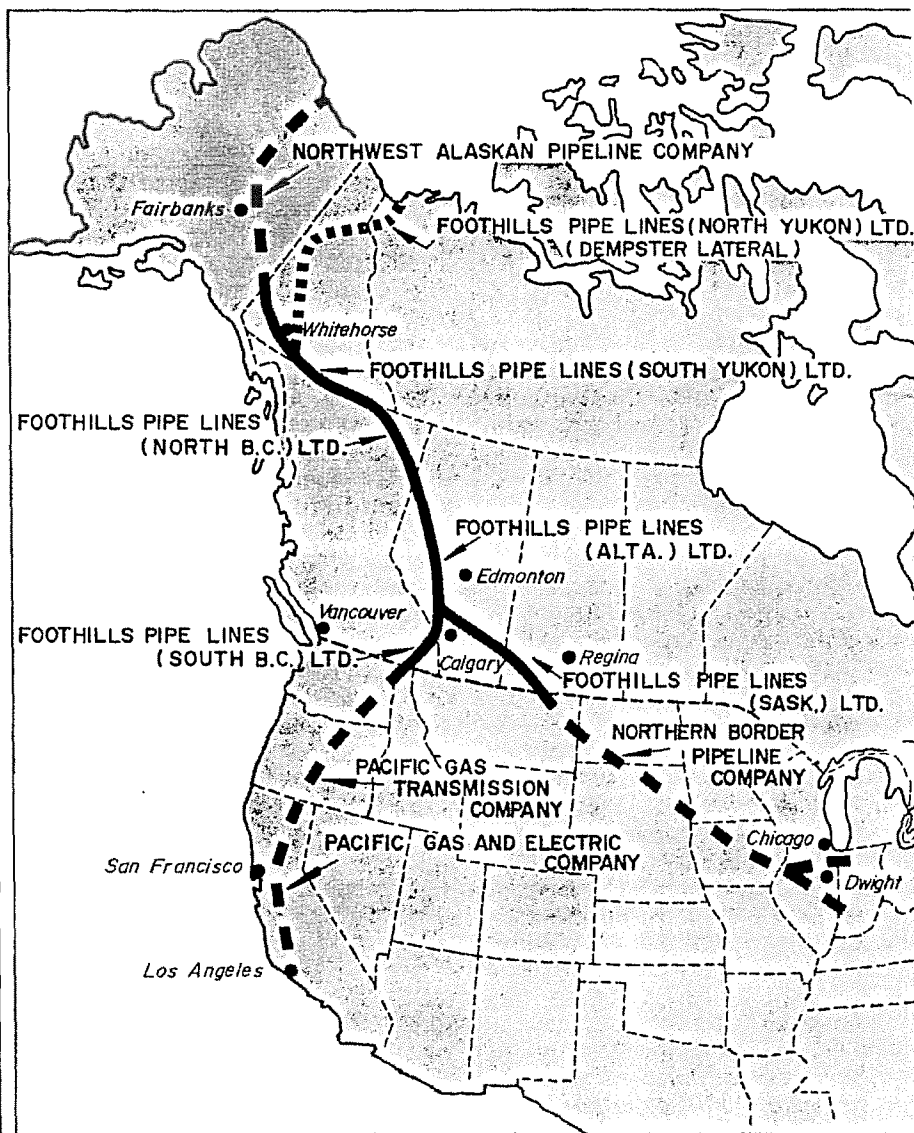 NORTHWEST ALASKAN PIPELINE COMPANY
Fairbanks
FOOTHILLS PIPE LINES (NORTH YUKON) LTD.
(DEMPSTER LATERAL)
Whitehorse
FOOTHILLS PIPE LINES (SOUTH YUKON) LTD.
FOOTHILLS PIPE LINES
(NORTH B.C.) LTD.
FOOTHILLS PIPE LINES
(ALTA.) LTD.
Edmonton
Vancouver
FOOTHILLS PIPE LINES
(SOUTH B.C.) LTD.
Calgary
Regina
FOOTHILLS PIPE LINES
(SASK.) LTD.
NORTHERN BORDER
PIPELINE
COMPANY
PACIFIC GAS
TRANSMISSION
COMPANY
PACIFIC GAS AND ELECTRIC
COMPANY
Chicago
San Francisco
Dwight
Los Angeles